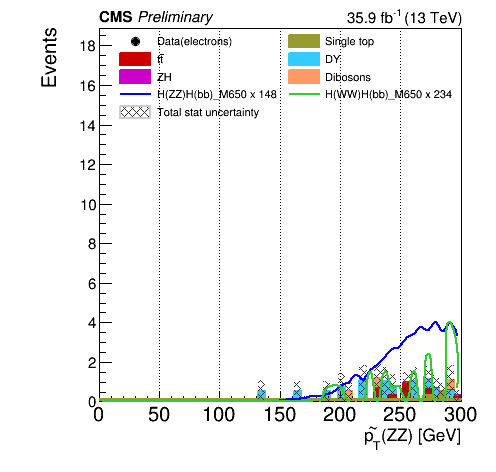 CMS Preliminary 35.9 fb⁻¹ (13 TeV)
Events
Data(electrons) Single top
tt̄ DY
ZH Dibosons
H(ZZ)H(bb)_M650 x 148 H(WW)H(bb)_M650 x 234
Total stat uncertainty
18
16
14
12
10
8
6
4
2
0
0 50 100 150 200 250 300
p̃_T(ZZ) [GeV]